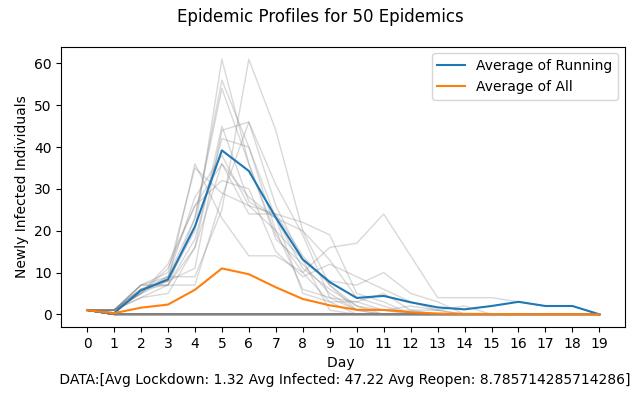 Epidemic Profiles for 50 Epidemics
Average of Running
Average of All
Newly Infected Individuals
60
50
40
30
20
10
0
0 1 2 3 4 5 6 7 8 9 10 11 12 13 14 15 16 17 18 19
Day
DATA:[Avg Lockdown: 1.32 Avg Infected: 47.22 Avg Reopen: 8.785714285714286]